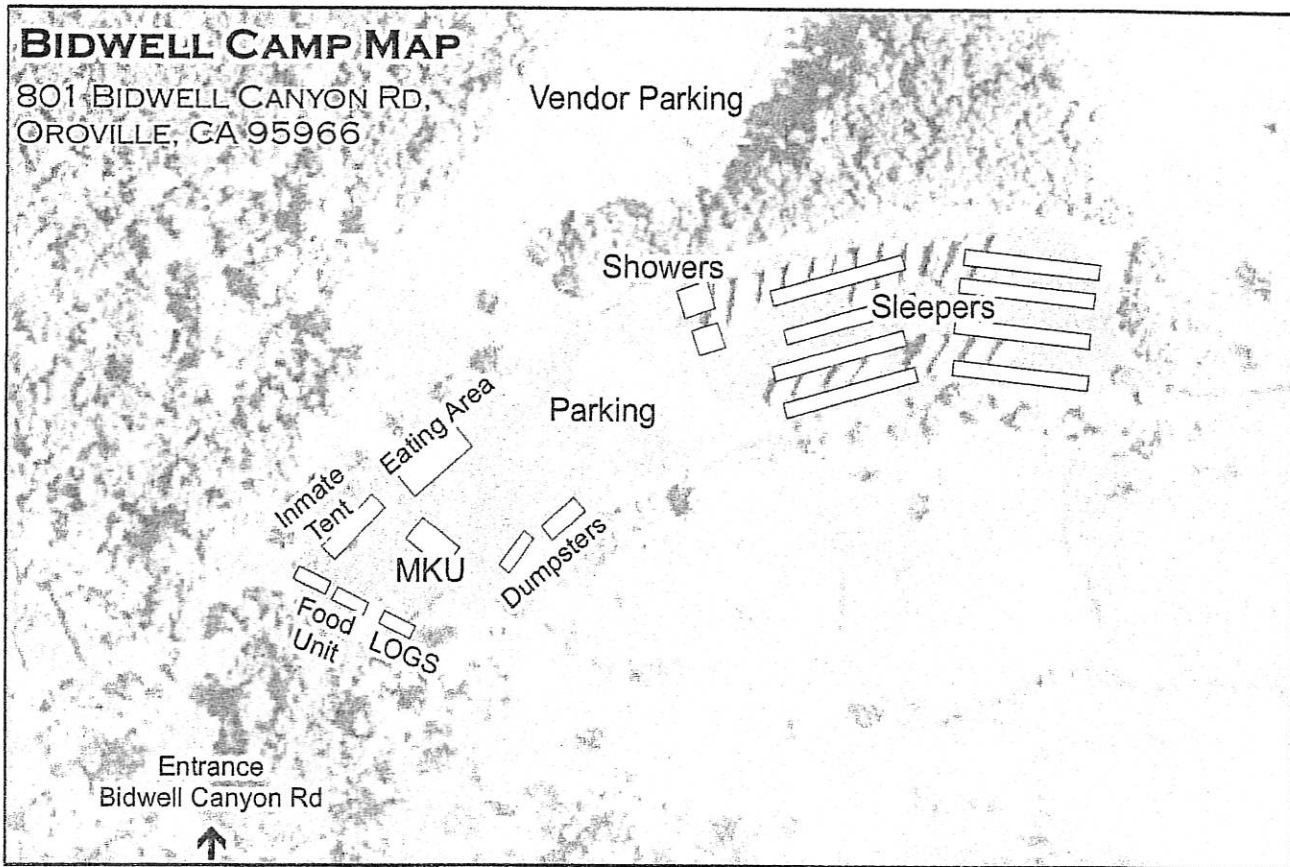 BIDWELL CAMP MAP
801 BIDWELL CANYON RD,
OROVILLE, CA 95966
Vendor Parking
Showers
Sleepers
Parking
Eating Area
Inmate
Tent
MKU
Dumpsters
Food
Unit
LOGS
Entrance
Bidwell Canyon Rd